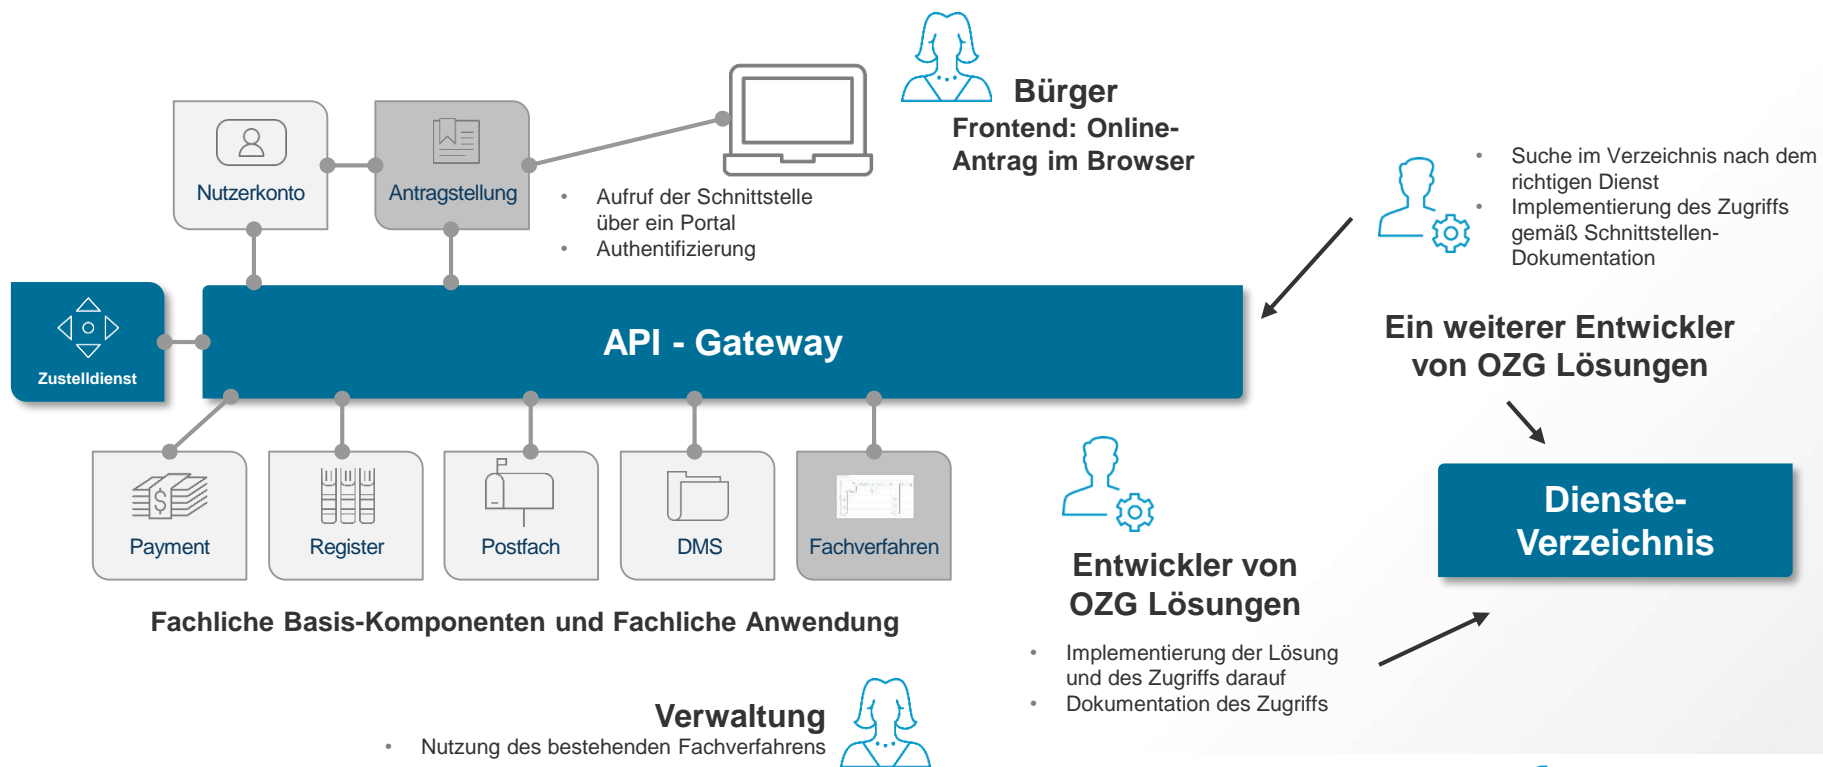 Bürger
Frontend: Online-
Antrag im Browser
Nutzerkonto
Antragstellung
• Aufruf der Schnittstelle
über ein Portal
• Authentifizierung
• Suche im Verzeichnis nach dem
richtigen Dienst
• Implementierung des Zugriffs
gemäß Schnittstellen-
Dokumentation
Zustelldienst
API - Gateway
Ein weiterer Entwickler
von OZG Lösungen
Payment
Register
Postfach
DMS
Fachverfahren
Fachliche Basis-Komponenten und Fachliche Anwendung
Entwickler von
OZG Lösungen
• Implementierung der Lösung
und des Zugriffs darauf
• Dokumentation des Zugriffs
Dienste-
Verzeichnis
Verwaltung
• Nutzung des bestehenden Fachverfahrens